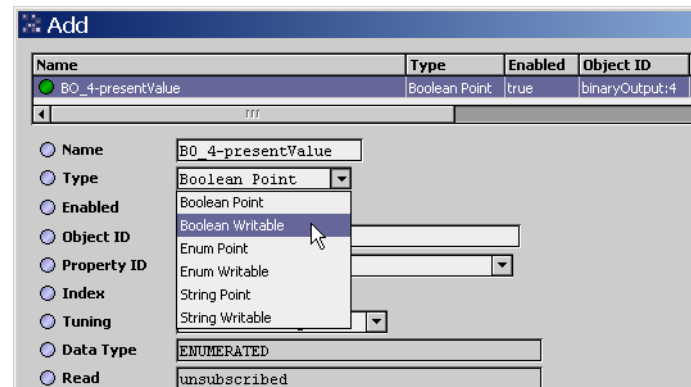 Add
Name Type Enabled Object ID
BO_4-presentValue Boolean Point true binaryOutput:4
Name BO_4-presentValue
Type Boolean Point
Boolean Point
Enabled
Boolean Writable
Object ID
Enum Point
Property ID
Enum Writable
Index
String Point
Tuning
String Writable
Data Type ENUMERATED
Read unsubscribed